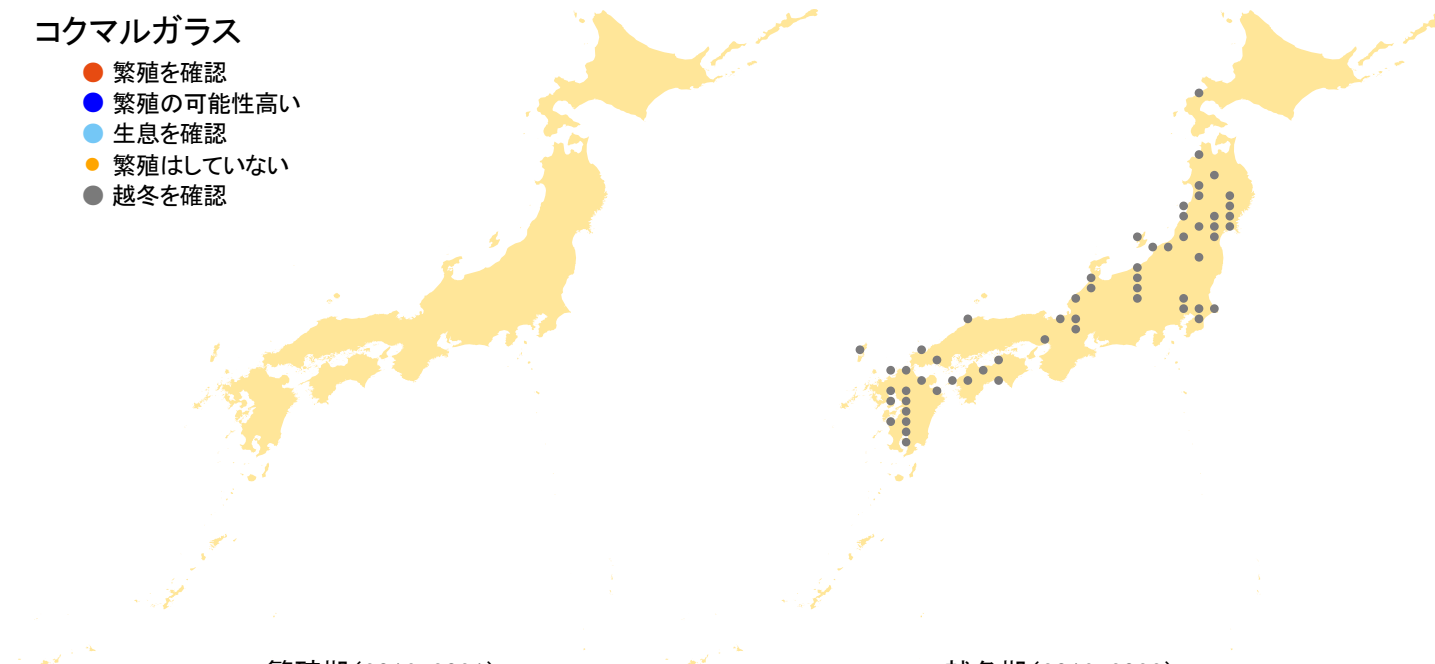 コクマルガラス
繁殖を確認
繁殖の可能性高い
生息を確認
繁殖はしていない
越冬を確認